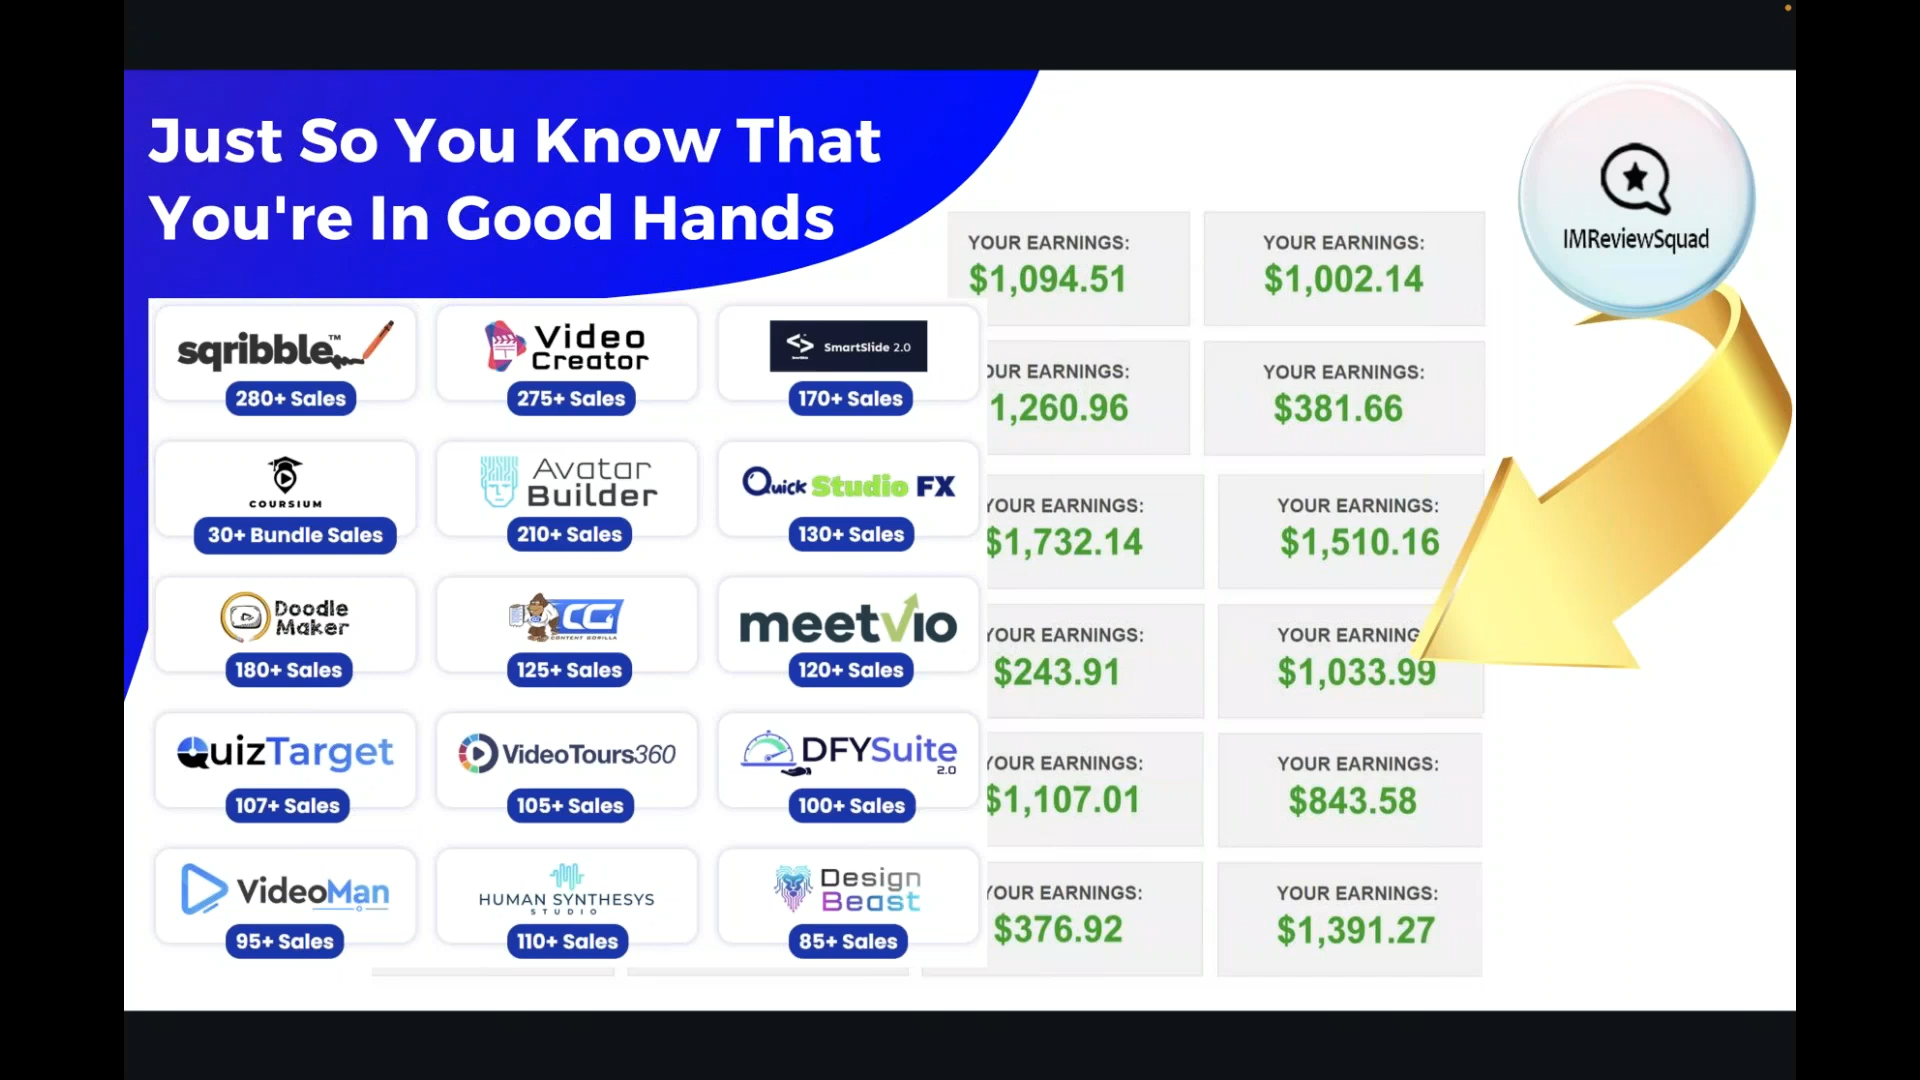 Just So You Know That
You're In Good Hands
IMReviewSquad
sqribble™
280+ Sales
Video
Creator
275+ Sales
SmartSlide 2.0
170+ Sales
COURSIUM
30+ Bundle Sales
Avatar
Builder
210+ Sales
Quick Studio FX
130+ Sales
Doodle
Maker
180+ Sales
CG
CONTENT GORILLA
125+ Sales
meetvio
120+ Sales
QuizTarget
107+ Sales
VideoTours360
105+ Sales
DFYSuite
2.0
100+ Sales
VideoMan
95+ Sales
HUMAN SYNTHESYS
STUDIO
110+ Sales
Design
Beast
85+ Sales
YOUR EARNINGS:
$1,094.51
YOUR EARNINGS:
$1,002.14
OUR EARNINGS:
1,260.96
YOUR EARNINGS:
$381.66
YOUR EARNINGS:
$1,732.14
YOUR EARNINGS:
$1,510.16
YOUR EARNINGS:
$243.91
YOUR EARNING
$1,033.99
YOUR EARNINGS:
$1,107.01
YOUR EARNINGS:
$843.58
YOUR EARNINGS:
$376.92
YOUR EARNINGS:
$1,391.27